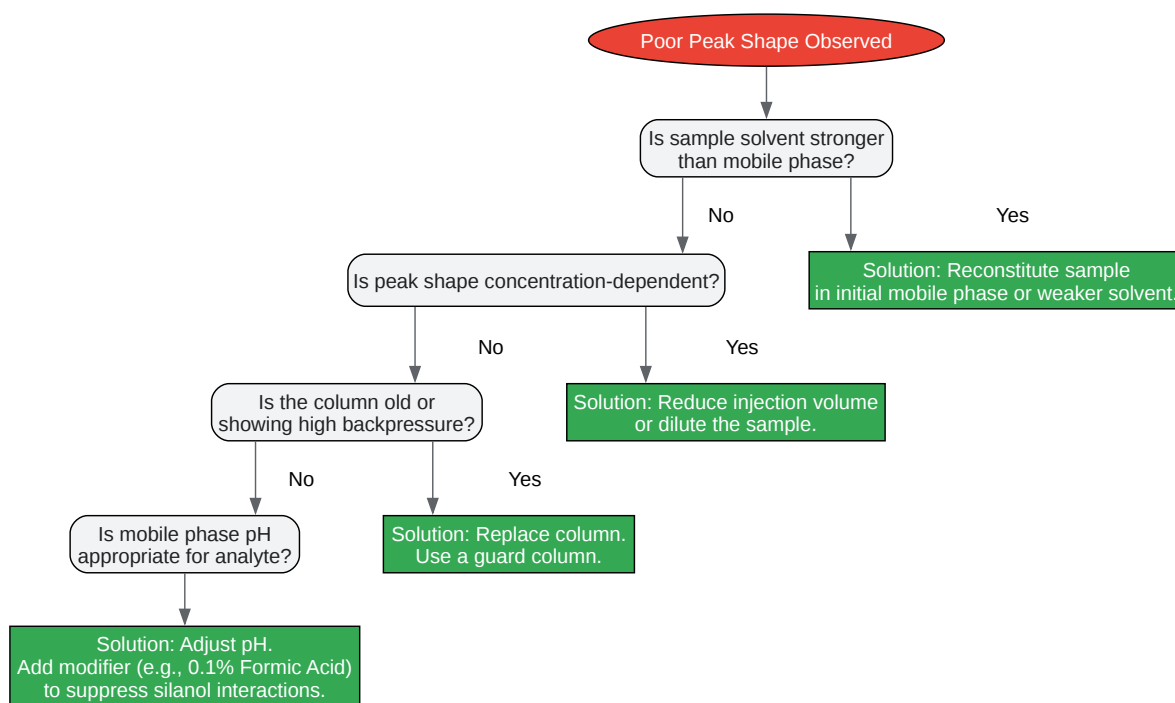 Poor Peak Shape Observed
Is sample solvent stronger
than mobile phase?
No
Yes
Is peak shape concentration-dependent?
Solution: Reconstitute sample
in initial mobile phase or weaker solvent.
No
Yes
Is the column old or
showing high backpressure?
Solution: Reduce injection volume
or dilute the sample.
No
Yes
Is mobile phase pH
appropriate for analyte?
Solution: Replace column.
Use a guard column.
Solution: Adjust pH.
Add modifier (e.g., 0.1% Formic Acid)
to suppress silanol interactions.